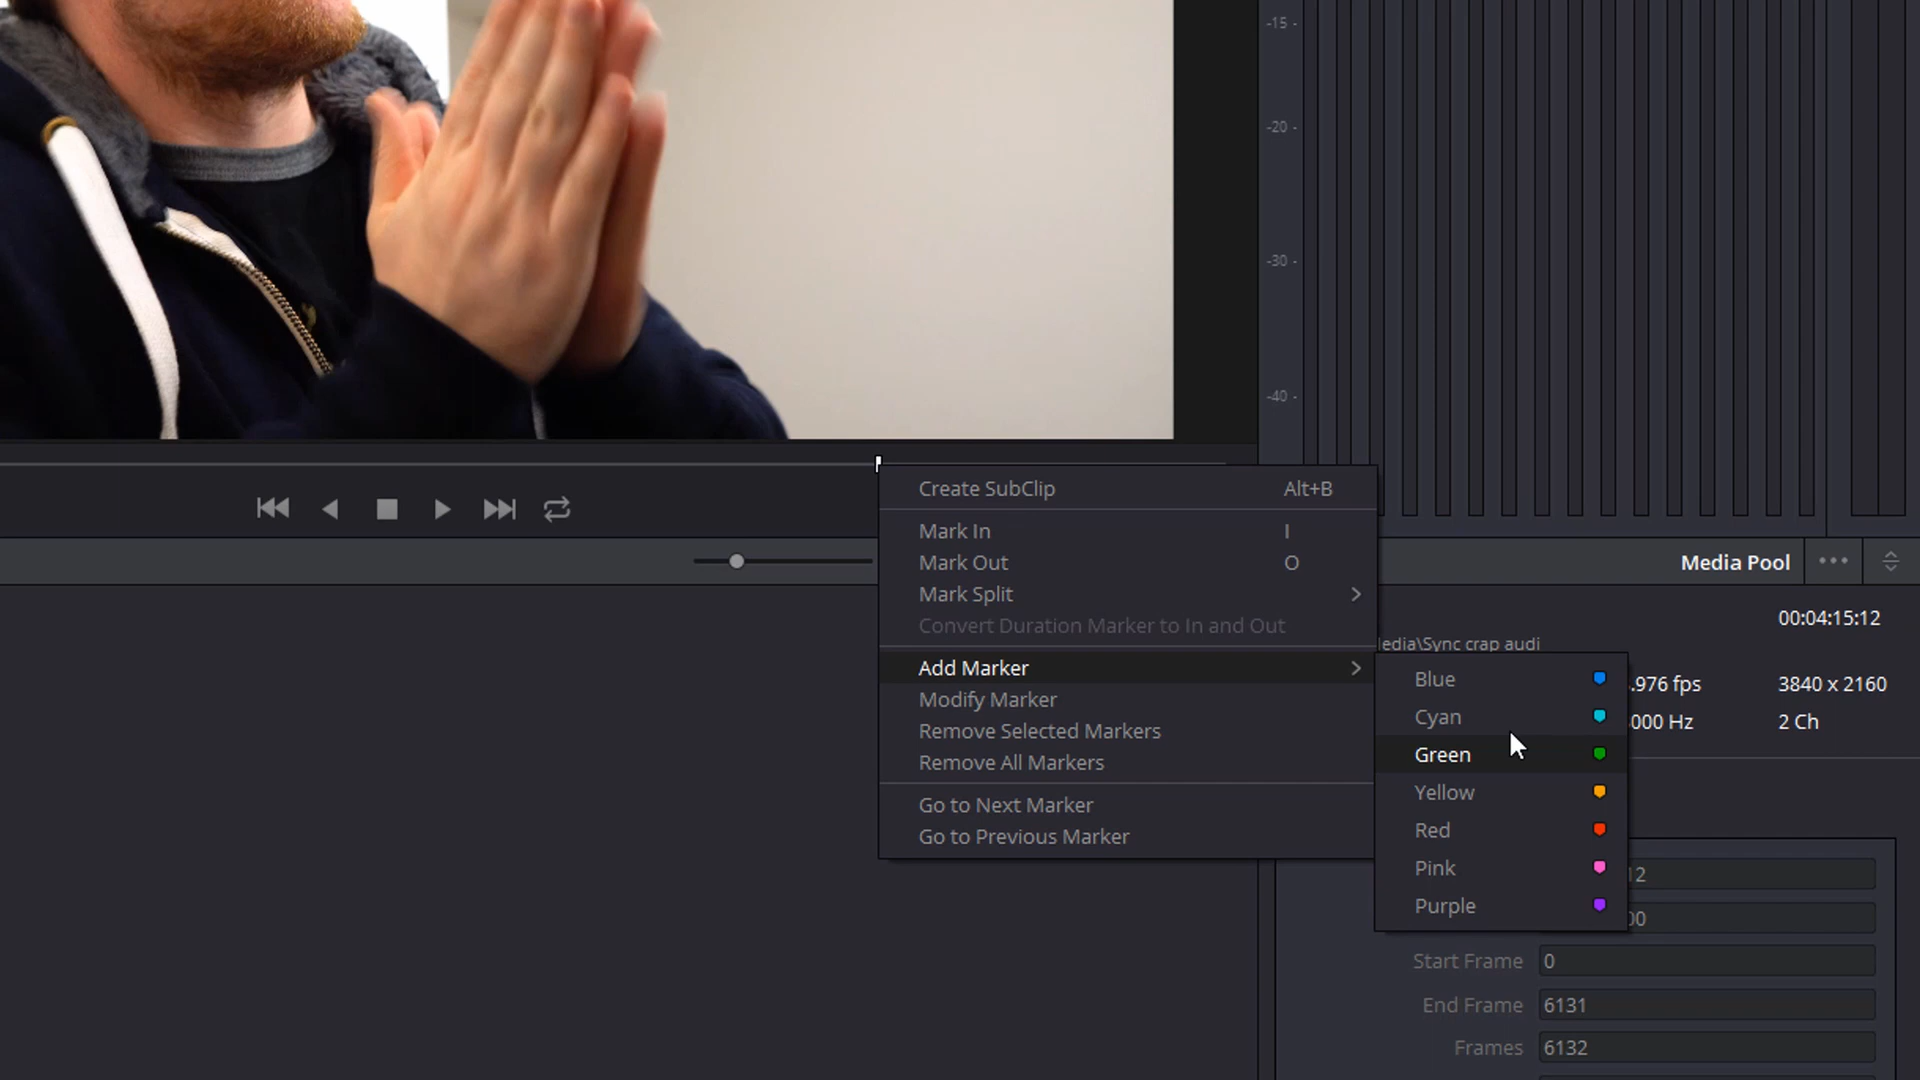 -15 -
-20 -
-30 -
-40 -
Create SubClip Alt+B
Mark In I
Mark Out O
Mark Split
Convert Duration Marker to In and Out
Add Marker
Modify Marker
Remove Selected Markers
Remove All Markers
Go to Next Marker
Go to Previous Marker
Blue
Cyan
Green
Yellow
Red
Pink
Purple
Media Pool
00:04:15:12
edia\Sync crap audi
.976 fps 3840 x 2160
000 Hz 2 Ch
12
00
Start Frame 0
End Frame 6131
Frames 6132